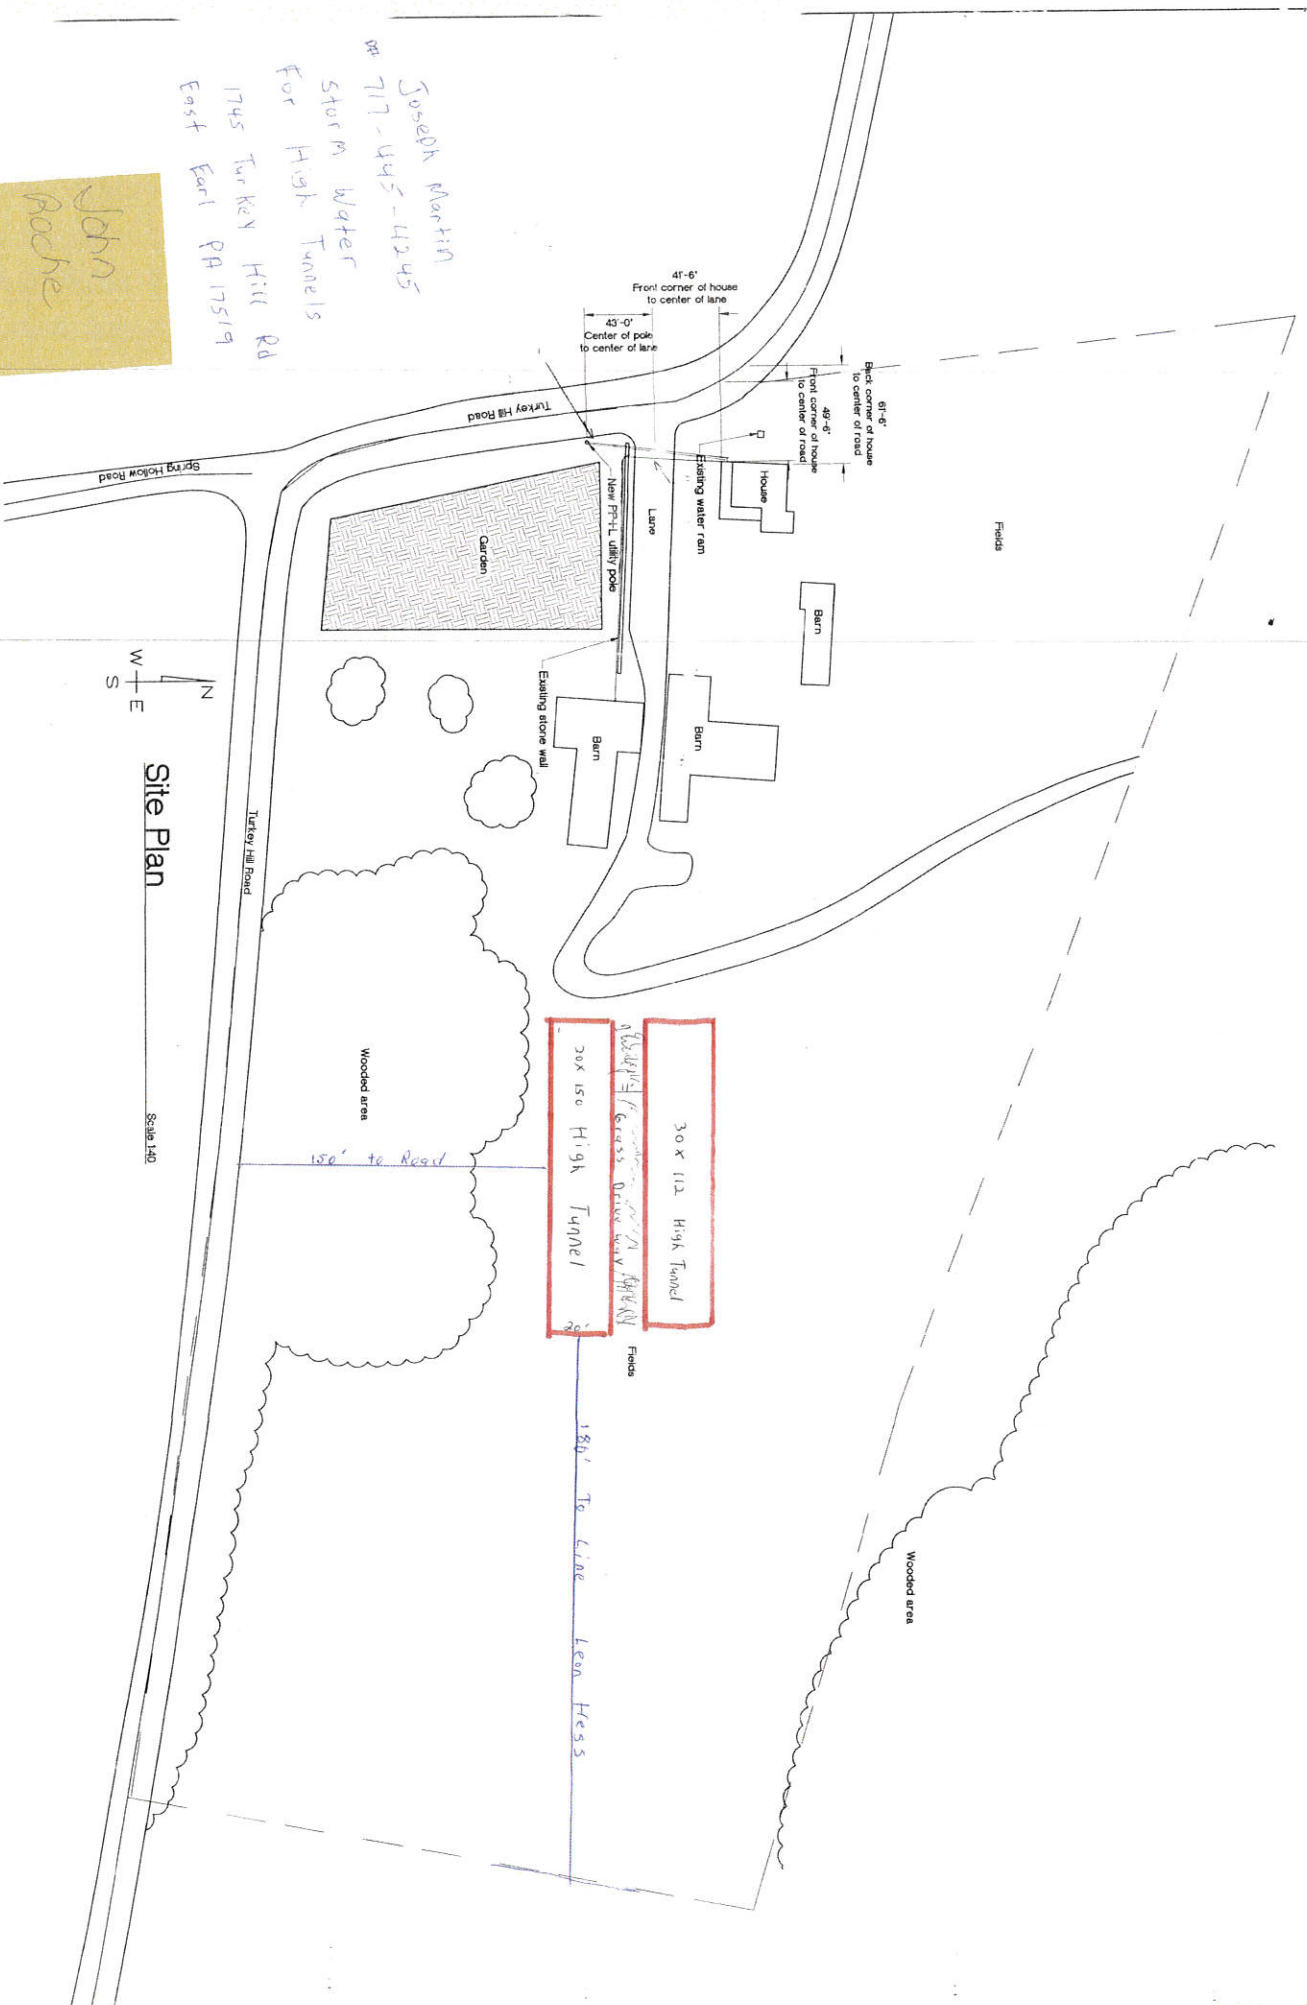 Joseph Martin
717-445-4245
Storm Water
For High Tunnels
1745 Turkey Hill Rd
East Earl PA 17519
John
Roche
41'-6"
Front corner of house
to center of lane
43'-0"
Center of pole
to center of lane
61'-6"
Back corner of house
to center of road
49'-6"
Front corner of house
to center of road
Fields
House
Existing water ram
Lane
New PP+L utility pole
Turkey Hill Road
Spring Hollow Road
Garden
Barn
Barn
Barn
Existing stone wall
N
W E
S
Site Plan
Scale 1:40
Turkey Hill Road
Wooded area
150' to Road
30 x 112 High Tunnel
Grass Drive way
20 x 150 High Tunnel
20'
Fields
180' To Line Leon Hess
Wooded area